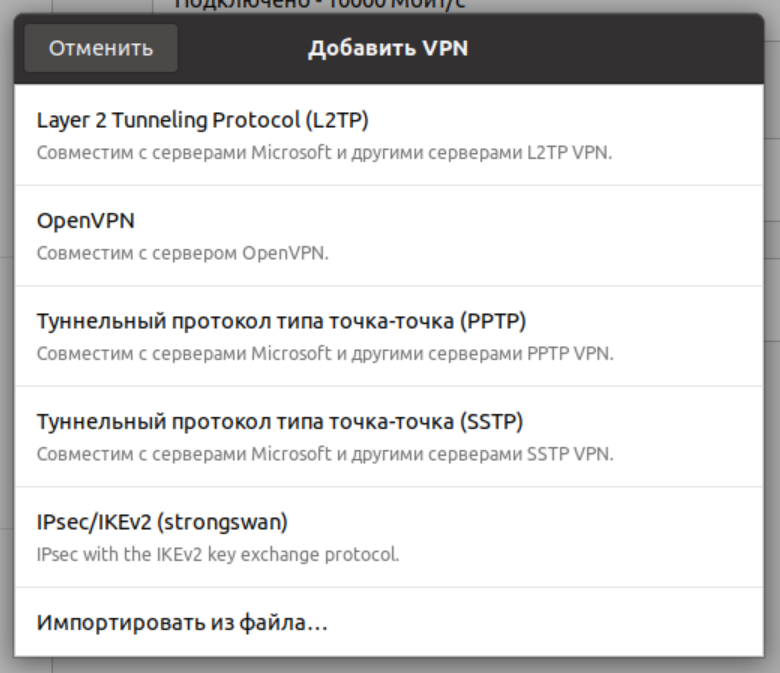 Подключено - 10000 Мбит/с
Отменить
Добавить VPN
Layer 2 Tunneling Protocol (L2TP)
Совместим с серверами Microsoft и другими серверами L2TP VPN.
OpenVPN
Совместим с сервером OpenVPN.
Туннельный протокол типа точка-точка (PPTP)
Совместим с серверами Microsoft и другими серверами PPTP VPN.
Туннельный протокол типа точка-точка (SSTP)
Совместим с серверами Microsoft и другими серверами SSTP VPN.
IPsec/IKEv2 (strongswan)
IPsec with the IKEv2 key exchange protocol.
Импортировать из файла...